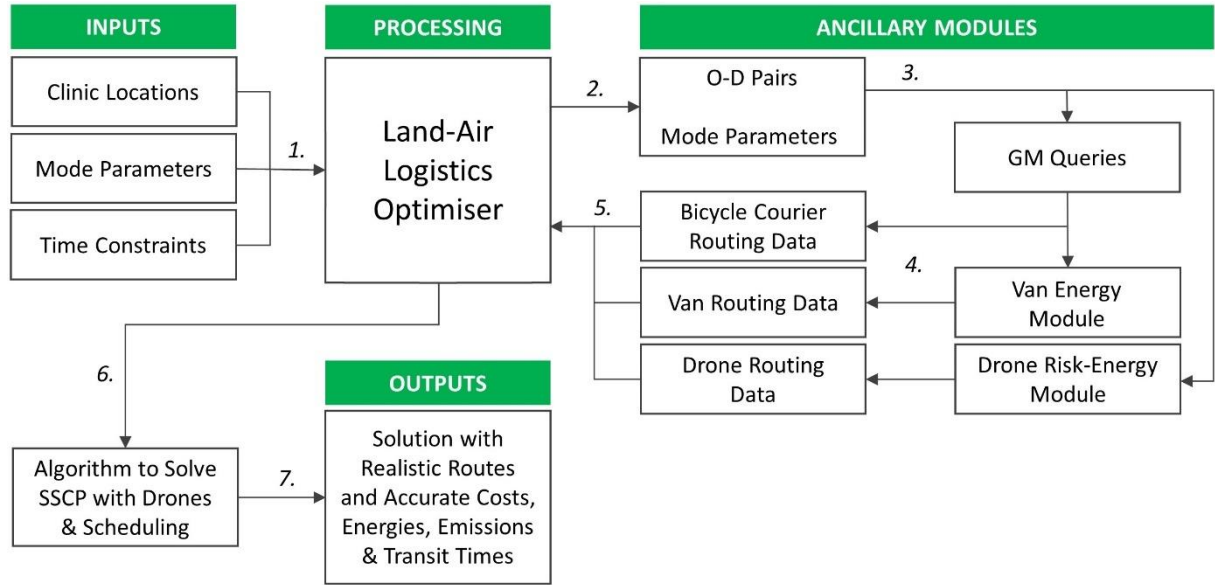 INPUTS
Clinic Locations
Mode Parameters
Time Constraints
1.
PROCESSING
Land-Air
Logistics
Optimiser
2.
ANCILLARY MODULES
O-D Pairs
Mode Parameters
3.
GM Queries
Bicycle Courier
Routing Data
5.
4.
Van Routing Data
Van Energy
Module
Drone Routing
Data
Drone Risk-Energy
Module
6.
Algorithm to Solve
SSCP with Drones
& Scheduling
7.
OUTPUTS
Solution with
Realistic Routes
and Accurate Costs,
Energies, Emissions
& Transit Times